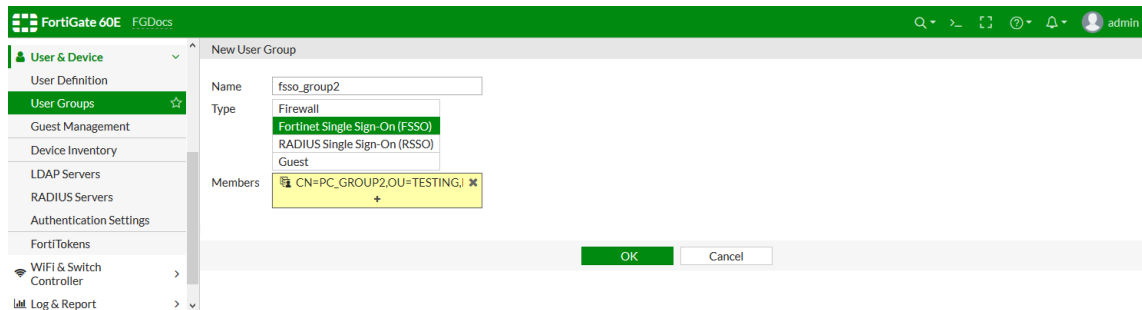 FortiGate 60E FGDocs
>_ admin
User & Device
User Definition
User Groups
Guest Management
Device Inventory
LDAP Servers
RADIUS Servers
Authentication Settings
FortiTokens
WiFi & Switch
Controller
Log & Report
New User Group
Name fsso_group2
Type Firewall
Fortinet Single Sign-On (FSSO)
RADIUS Single Sign-On (RSSO)
Guest
Members CN=PC_GROUP2,OU=TESTING,
+
OK Cancel